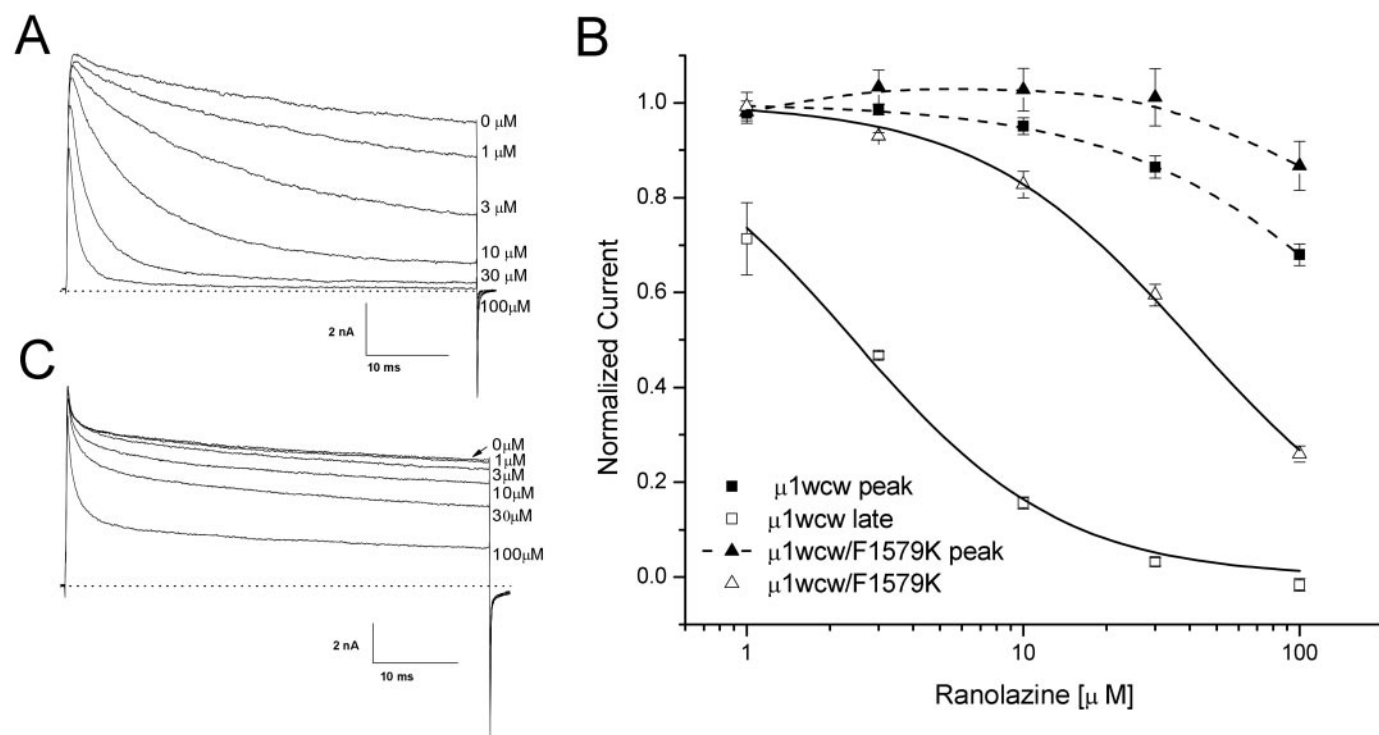 A
0 μM
1 μM
3 μM
10 μM
30 μM
100μM
2 nA
10 ms
C
0μM
1μM
3μM
10μM
30μM
100μM
2 nA
10 ms
B
Normalized Current
1.0
0.8
0.6
0.4
0.2
0.0
μ1wcw peak
μ1wcw late
μ1wcw/F1579K peak
μ1wcw/F1579K
1
10
100
Ranolazine [μ M]